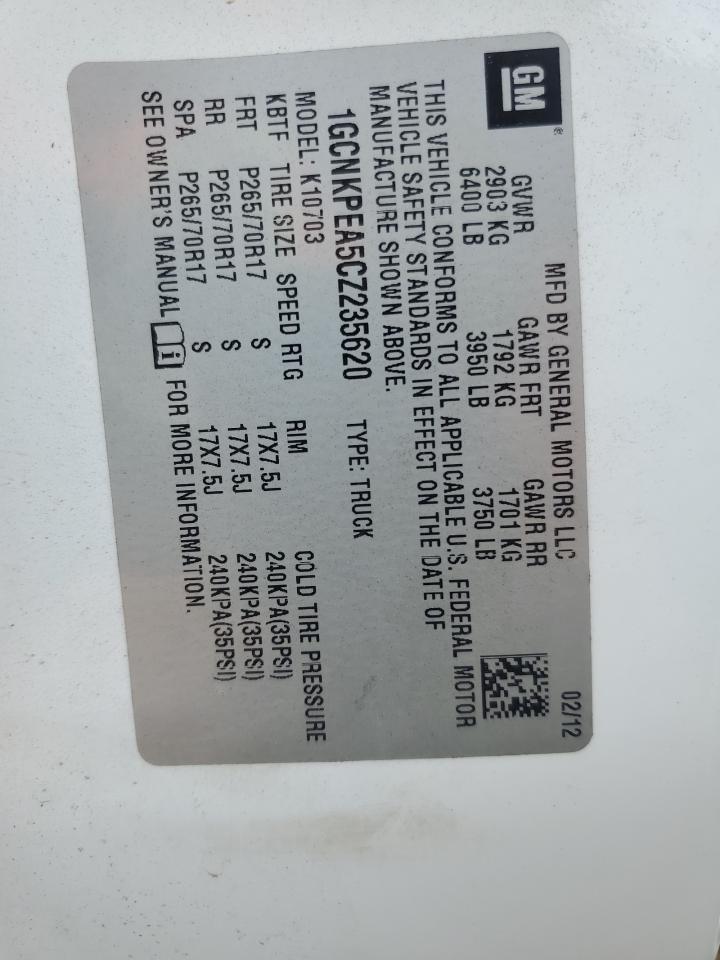 GM®
MFD BY GENERAL MOTORS LLC 02/12
GVWR GAWR FRT GAWR RR
2903 KG 1792 KG 1701 KG
6400 LB 3950 LB 3750 LB
THIS VEHICLE CONFORMS TO ALL APPLICABLE U.S. FEDERAL MOTOR
VEHICLE SAFETY STANDARDS IN EFFECT ON THE DATE OF
MANUFACTURE SHOWN ABOVE.
1GCNKPEA5CZ235620 TYPE: TRUCK
MODEL: K10703
KBTF TIRE SIZE SPEED RTG RIM COLD TIRE PRESSURE
FRT P265/70R17 S 17X7.5J 240KPA(35PSI)
RR P265/70R17 S 17X7.5J 240KPA(35PSI)
SPA P265/70R17 S 17X7.5J 240KPA(35PSI)
SEE OWNER'S MANUAL i FOR MORE INFORMATION.